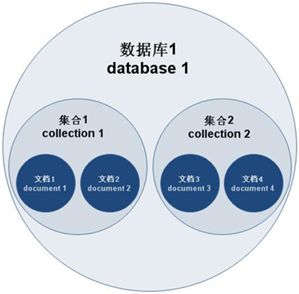 数据库1
database 1
集合1
collection 1
集合2
collection 2
文档1
document 1
文档2
document 2
文档3
document 3
文档4
document 4